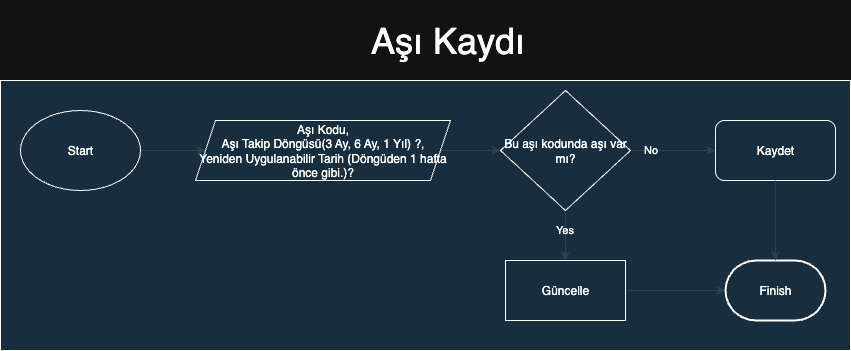 Aşı Kaydı
Start
Aşı Kodu,
Aşı Takip Döngüsü(3 Ay, 6 Ay, 1 Yıl) ?,
Yeniden Uygulanabilir Tarih (Döngüden 1 hafta
önce gibi.)?
Bu aşı kodunda aşı var
mı?
No
Kaydet
Yes
Güncelle
Finish